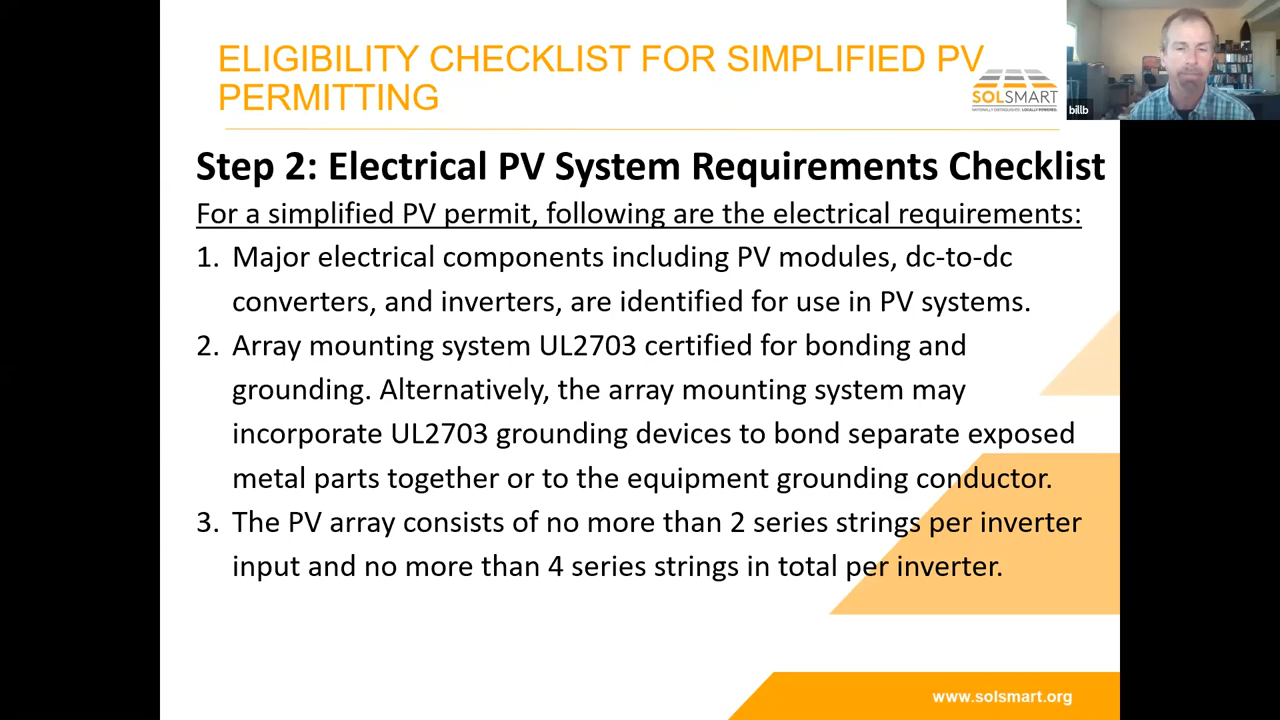 ELIGIBILITY CHECKLIST FOR SIMPLIFIED PV
PERMITTING
SOLSMART
NATIONALLY DISTINGUISHED. LOCALLY POWERED.
billb
Step 2: Electrical PV System Requirements Checklist
For a simplified PV permit, following are the electrical requirements:
1. Major electrical components including PV modules, dc-to-dc
converters, and inverters, are identified for use in PV systems.
2. Array mounting system UL2703 certified for bonding and
grounding. Alternatively, the array mounting system may
incorporate UL2703 grounding devices to bond separate exposed
metal parts together or to the equipment grounding conductor.
3. The PV array consists of no more than 2 series strings per inverter
input and no more than 4 series strings in total per inverter.
www.solsmart.org